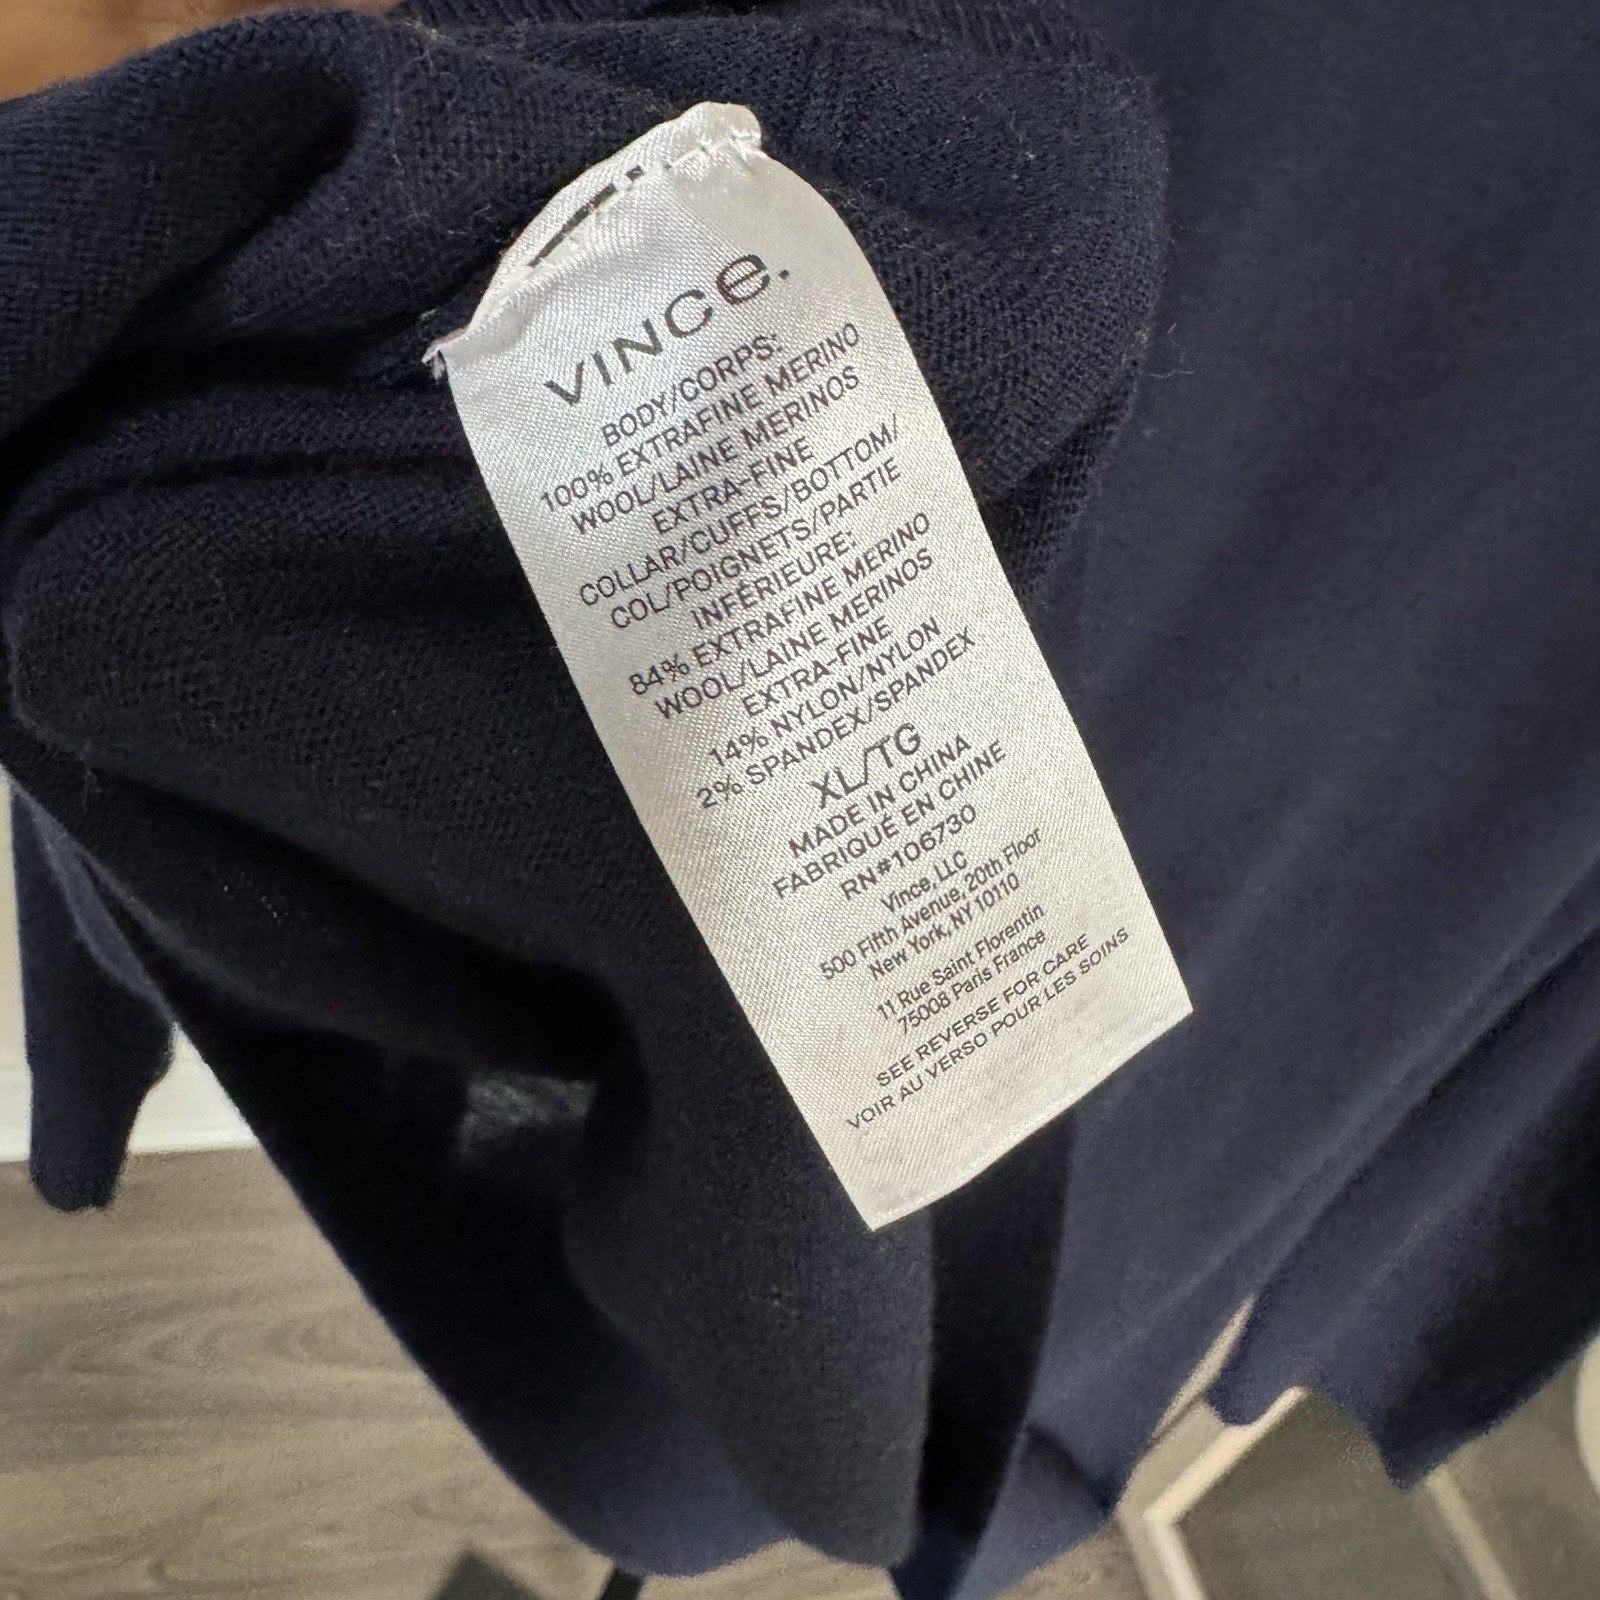 VINCE.
BODY/CORPS:
100% EXTRAFINE MERINO
WOOL/LAINE MERINOS
EXTRA-FINE
COLLAR/CUFFS/BOTTOM/
COL/POIGNETS/PARTIE
INFÉRIEURE:
84% EXTRAFINE MERINO
WOOL/LAINE MERINOS
EXTRA-FINE
14% NYLON/NYLON
2% SPANDEX/SPANDEX
XL/TG
MADE IN CHINA
FABRIQUÉ EN CHINE
RN#106730
Vince, LLC
500 Fifth Avenue, 20th Floor
New York, NY 10110
11 Rue Saint Florentin
75008 Paris France
SEE REVERSE FOR CARE
VOIR AU VERSO POUR LES SOINS